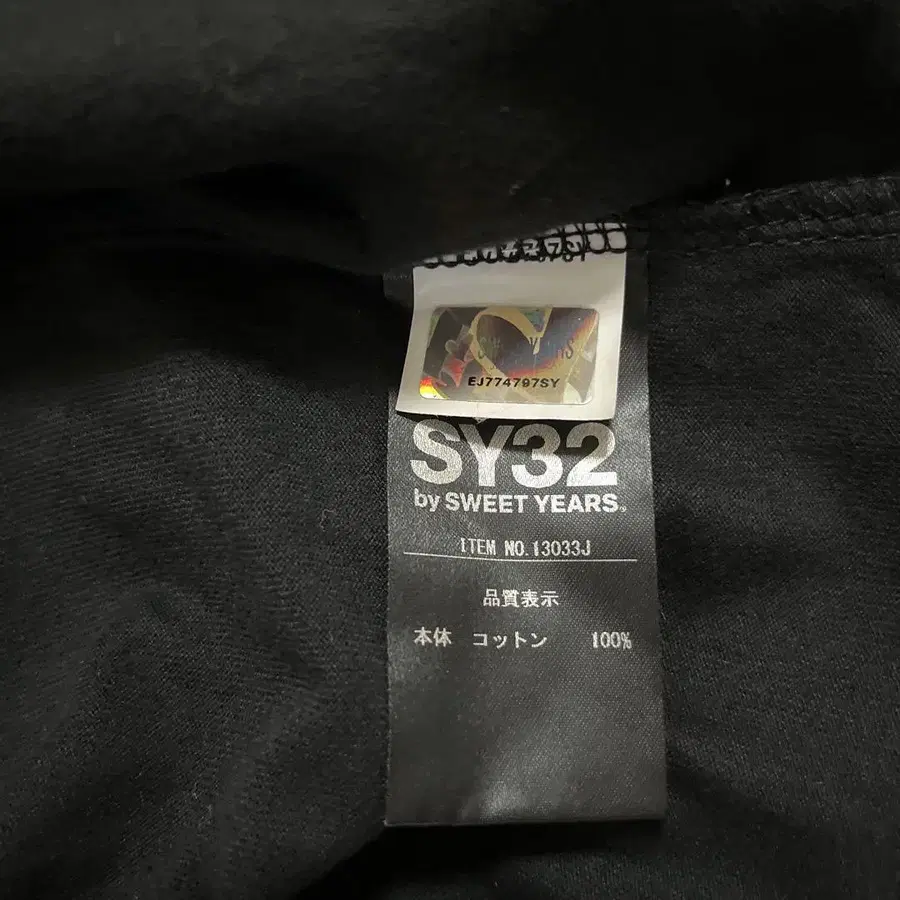 EJ774797SY
SY32
by SWEET YEARS.
ITEM NO.13033J
品質表示
本体 コットン 100%